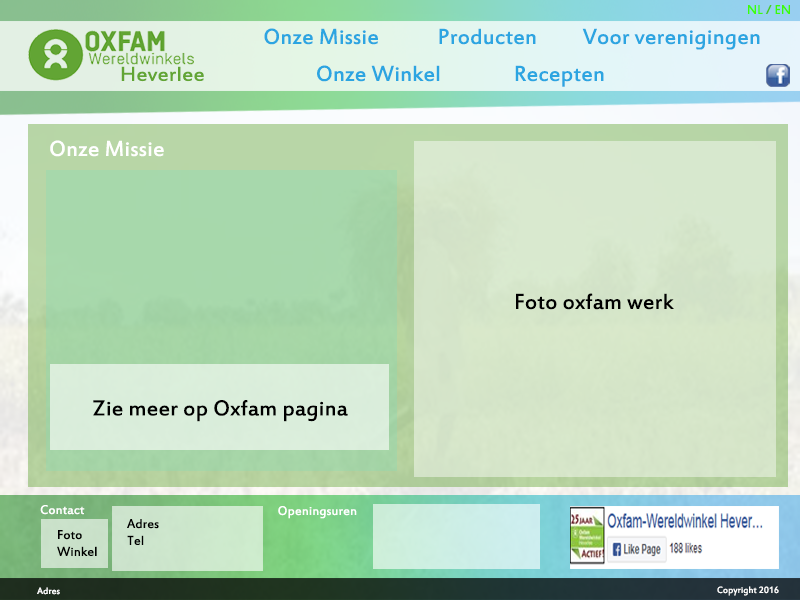 NL / EN
OXFAM
Wereldwinkels
Heverlee
Onze Missie
Producten
Voor verenigingen
Onze Winkel
Recepten
f
Onze Missie
Zie meer op Oxfam pagina
Foto oxfam werk
Contact
Foto
Winkel
Adres
Tel
Openingsuren
25 JAAR
ACTIEF!
Oxfam-Wereldwinkel Hever...
f Like Page
188 likes
Adres
Copyright 2016